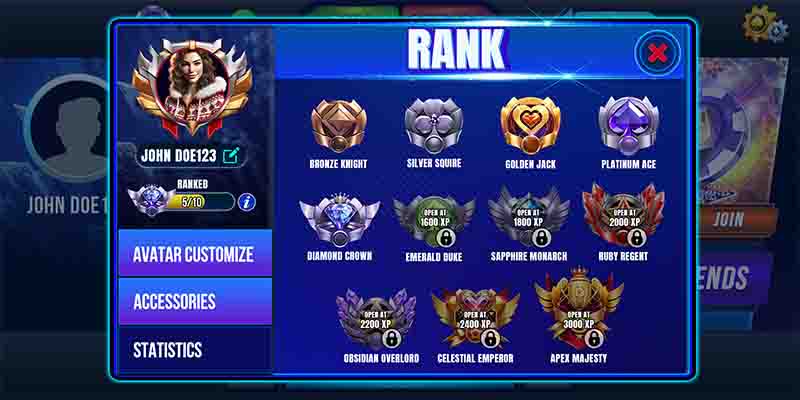 RANK
JOHN DOE123
RANKED
5/10
i
AVATAR CUSTOMIZE
ACCESSORIES
STATISTICS
BRONZE KNIGHT
SILVER SQUIRE
GOLDEN JACK
PLATINUM ACE
DIAMOND CROWN
OPEN AT
1600 XP
EMERALD DUKE
OPEN AT
1800 XP
SAPPHIRE MONARCH
OPEN AT
2000 XP
RUBY REGENT
OPEN AT
2200 XP
OBSIDIAN OVERLORD
OPEN AT
2400 XP
CELESTIAL EMPEROR
OPEN AT
3000 XP
APEX MAJESTY
JOHN DOE1
JOIN
ENDS